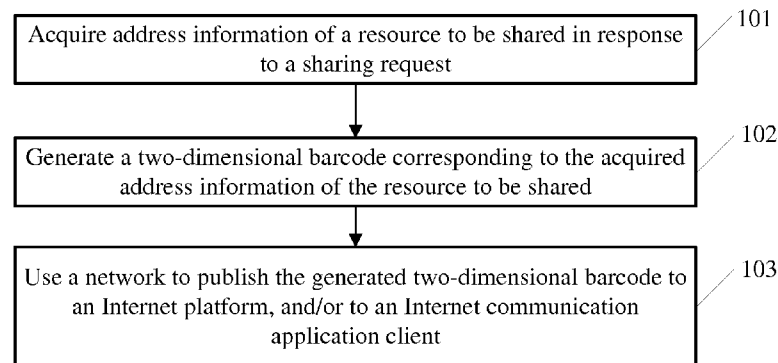 Acquire address information of a resource to be shared in response
to a sharing request
101
Generate a two-dimensional barcode corresponding to the acquired
address information of the resource to be shared
102
Use a network to publish the generated two-dimensional barcode to
an Internet platform, and/or to an Internet communication
application client
103